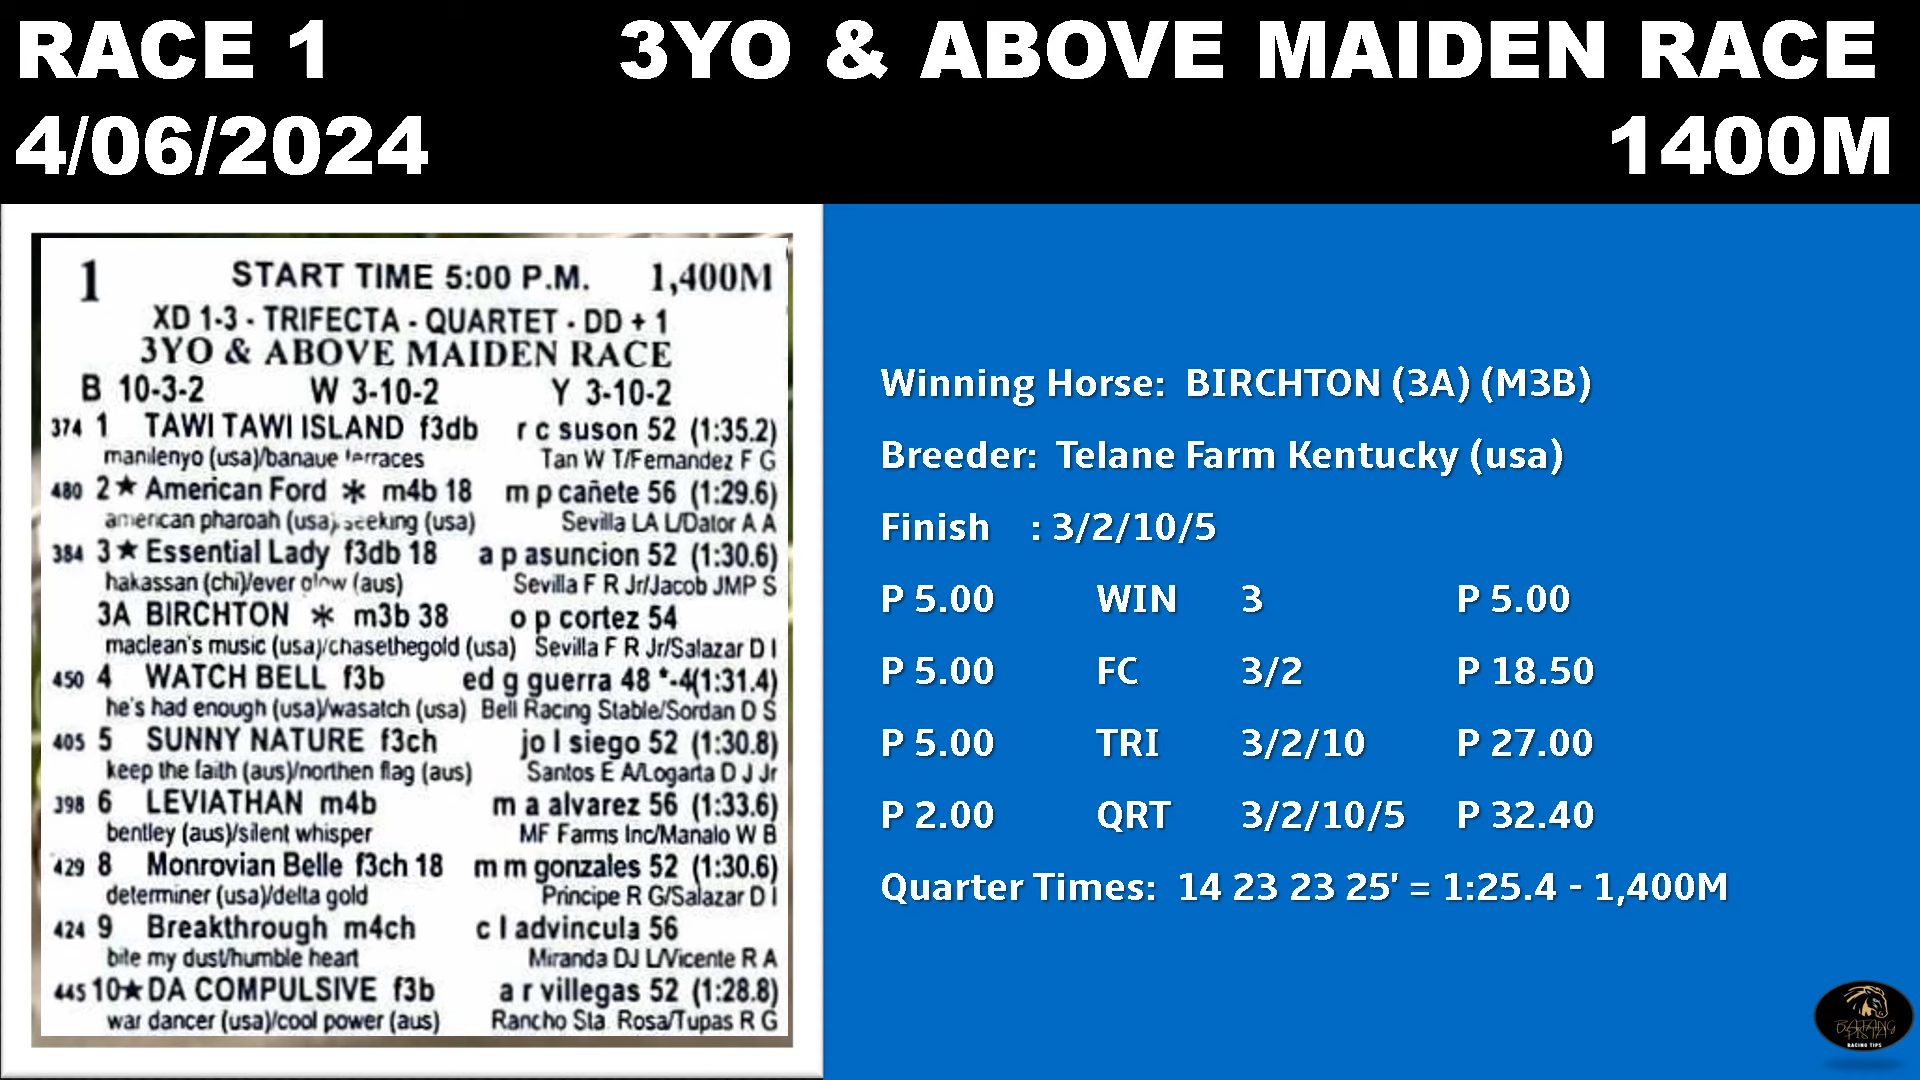 RACE 1 3YO & ABOVE MAIDEN RACE
4/06/2024 1400M
1 START TIME 5:00 P.M. 1,400M
XD 1-3 - TRIFECTA - QUARTET - DD + 1
3YO & ABOVE MAIDEN RACE
B 10-3-2 W 3-10-2 Y 3-10-2
374 1 TAWI TAWI ISLAND f3db r c suson 52 (1:35.2)
manilenyo (usa)/banaue terraces Tan W T/Fernandez F G
480 2★ American Ford * m4b 18 m p cañete 56 (1:29.6)
american pharoah (usa)/seeking (usa) Sevilla LA L/Dator A A
384 3★ Essential Lady f3db 18 a p asuncion 52 (1:30.6)
hakassan (chi)/ever glow (aus) Sevilla F R Jr/Jacob JMP S
3A BIRCHTON * m3b 38 o p cortez 54
maclean's music (usa)/chasethegold (usa) Sevilla F R Jr/Salazar D I
450 4 WATCH BELL f3b ed g guerra 48 *-4(1:31.4)
he's had enough (usa)/wasatch (usa) Bell Racing Stable/Sordan D S
405 5 SUNNY NATURE f3ch jo l siego 52 (1:30.8)
keep the faith (aus)/northen flag (aus) Santos E A/Logarta D J Jr
398 6 LEVIATHAN m4b m a alvarez 56 (1:33.6)
bentley (aus)/silent whisper MF Farms Inc/Manalo W B
429 8 Monrovian Belle f3ch 18 m m gonzales 52 (1:30.6)
determiner (usa)/delta gold Principe R G/Salazar D I
424 9 Breakthrough m4ch c l advincula 56
bite my dust/humble heart Miranda DJ L/Vicente R A
445 10★ DA COMPULSIVE f3b a r villegas 52 (1:28.8)
war dancer (usa)/cool power (aus) Rancho Sta. Rosa/Tupas R G
Winning Horse: BIRCHTON (3A) (M3B)
Breeder: Telane Farm Kentucky (usa)
Finish : 3/2/10/5
P 5.00 WIN 3 P 5.00
P 5.00 FC 3/2 P 18.50
P 5.00 TRI 3/2/10 P 27.00
P 2.00 QRT 3/2/10/5 P 32.40
Quarter Times: 14 23 23 25' = 1:25.4 - 1,400M
BATANG
PISTA
RACING TIPS